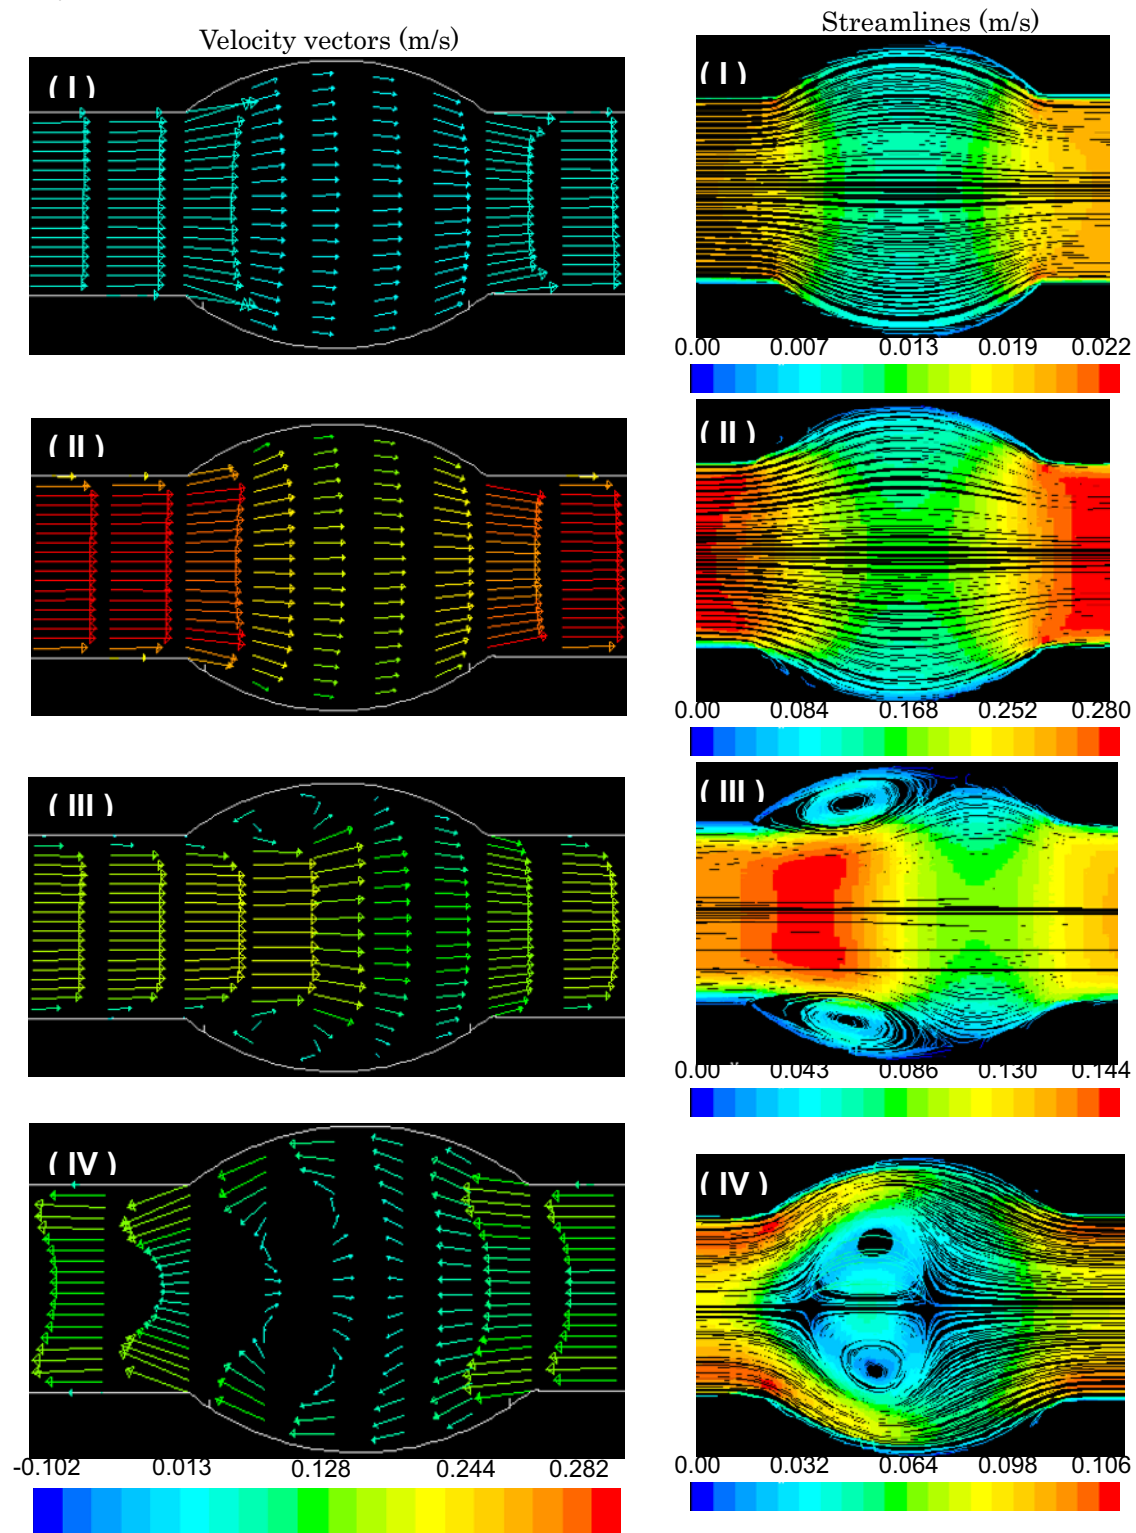 Velocity vectors (m/s)
Streamlines (m/s)
( I )
( I )
0.00 0.007 0.013 0.019 0.022
( II )
( II )
0.00 0.084 0.168 0.252 0.280
( III )
( III )
0.00 0.043 0.086 0.130 0.144
( IV )
( IV )
-0.102 0.013 0.128 0.244 0.282
0.00 0.032 0.064 0.098 0.106